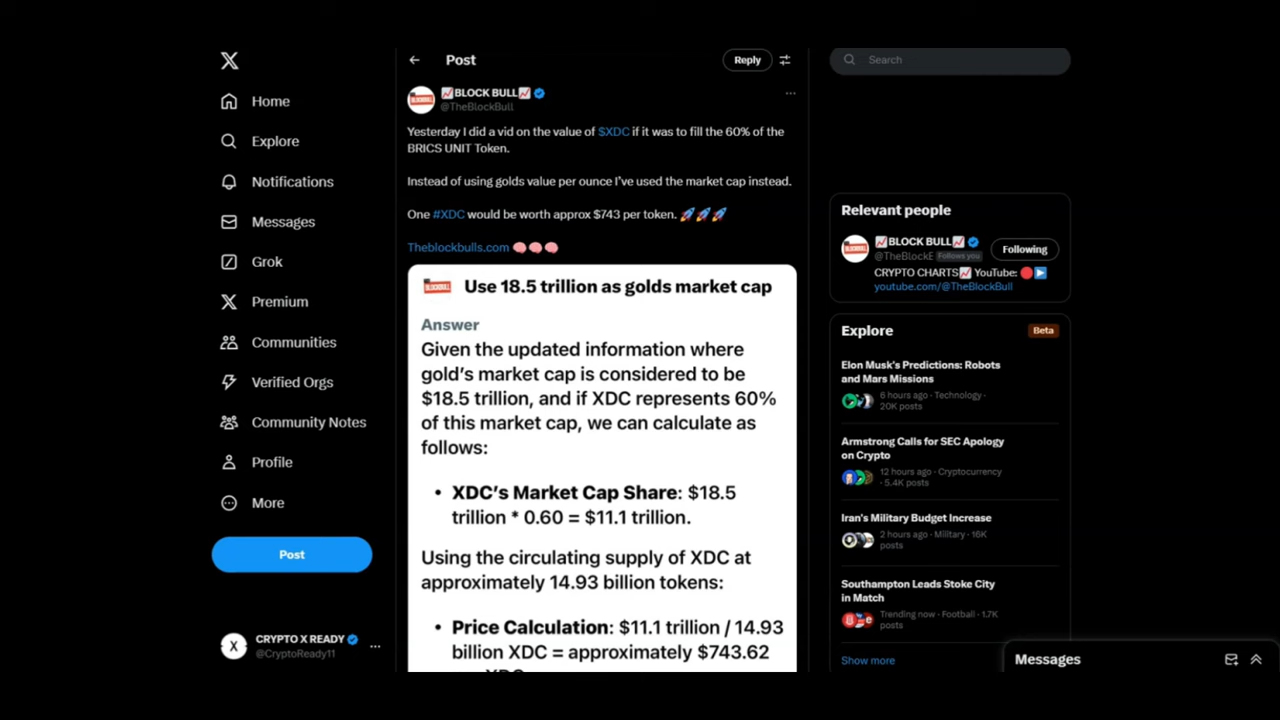 Home
Explore
Notifications
Messages
Grok
Premium
Communities
Verified Orgs
Community Notes
Profile
More
Post
CRYPTO X READY
@CryptoReady11
Post
Reply
BLOCK BULL
@TheBlockBull
Yesterday I did a vid on the value of $XDC if it was to fill the 60% of the
BRICS UNIT Token.
Instead of using golds value per ounce I've used the market cap instead.
One #XDC would be worth approx $743 per token. 🚀🚀🚀
Theblockbulls.com 🧠🧠🧠
BLOCKBULL
Use 18.5 trillion as golds market cap
Answer
Given the updated information where
gold's market cap is considered to be
$18.5 trillion, and if XDC represents 60%
of this market cap, we can calculate as
follows:
• XDC's Market Cap Share: $18.5
trillion * 0.60 = $11.1 trillion.
Using the circulating supply of XDC at
approximately 14.93 billion tokens:
• Price Calculation: $11.1 trillion / 14.93
billion XDC = approximately $743.62
Search
Relevant people
BLOCK BULL
@TheBlockE Follows you
Following
CRYPTO CHARTS YouTube:
youtube.com/@TheBlockBull
Explore
Beta
Elon Musk's Predictions: Robots
and Mars Missions
6 hours ago · Technology ·
20K posts
Armstrong Calls for SEC Apology
on Crypto
12 hours ago · Cryptocurrency
· 5.4K posts
Iran's Military Budget Increase
2 hours ago · Military · 16K
posts
Southampton Leads Stoke City
in Match
Trending now · Football · 1.7K
posts
Show more
Messages